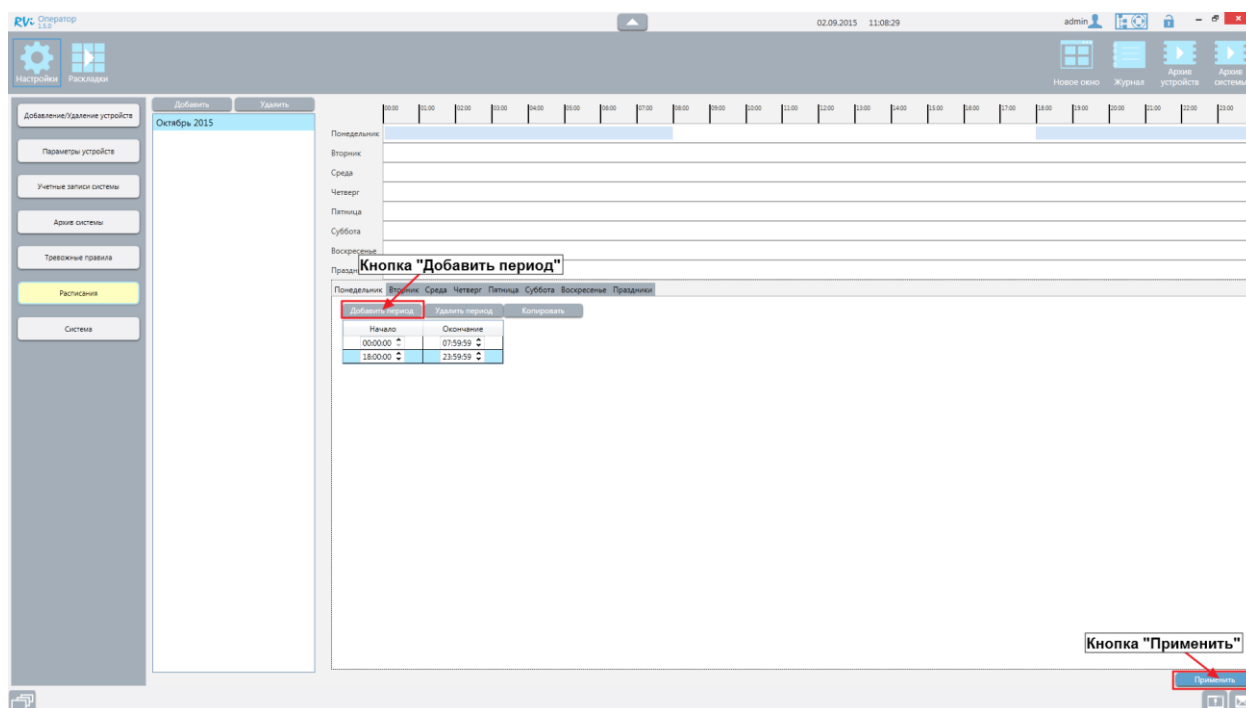 RVi Оператор
1.5.0
02.09.2015 11:08:29
admin
Настройки Раскладки
Новое окно Журнал Архив устройств Архив системы
Добавление/Удаление устройств
Параметры устройств
Учетные записи системы
Архив системы
Тревожные правила
Расписания
Система
Добавить Удалить
Октябрь 2015
00:00 01:00 02:00 03:00 04:00 05:00 06:00 07:00 08:00 09:00 10:00 11:00 12:00 13:00 14:00 15:00 16:00 17:00 18:00 19:00 20:00 21:00 22:00 23:00
Понедельник
Вторник
Среда
Четверг
Пятница
Суббота
Воскресенье
Кнопка "Добавить период"
Понедельник Вторник Среда Четверг Пятница Суббота Воскресенье Праздники
Добавить период Удалить период Копировать
Начало Окончание
00:00:00 07:59:59
18:00:00 23:59:59
Кнопка "Применить"
Применить